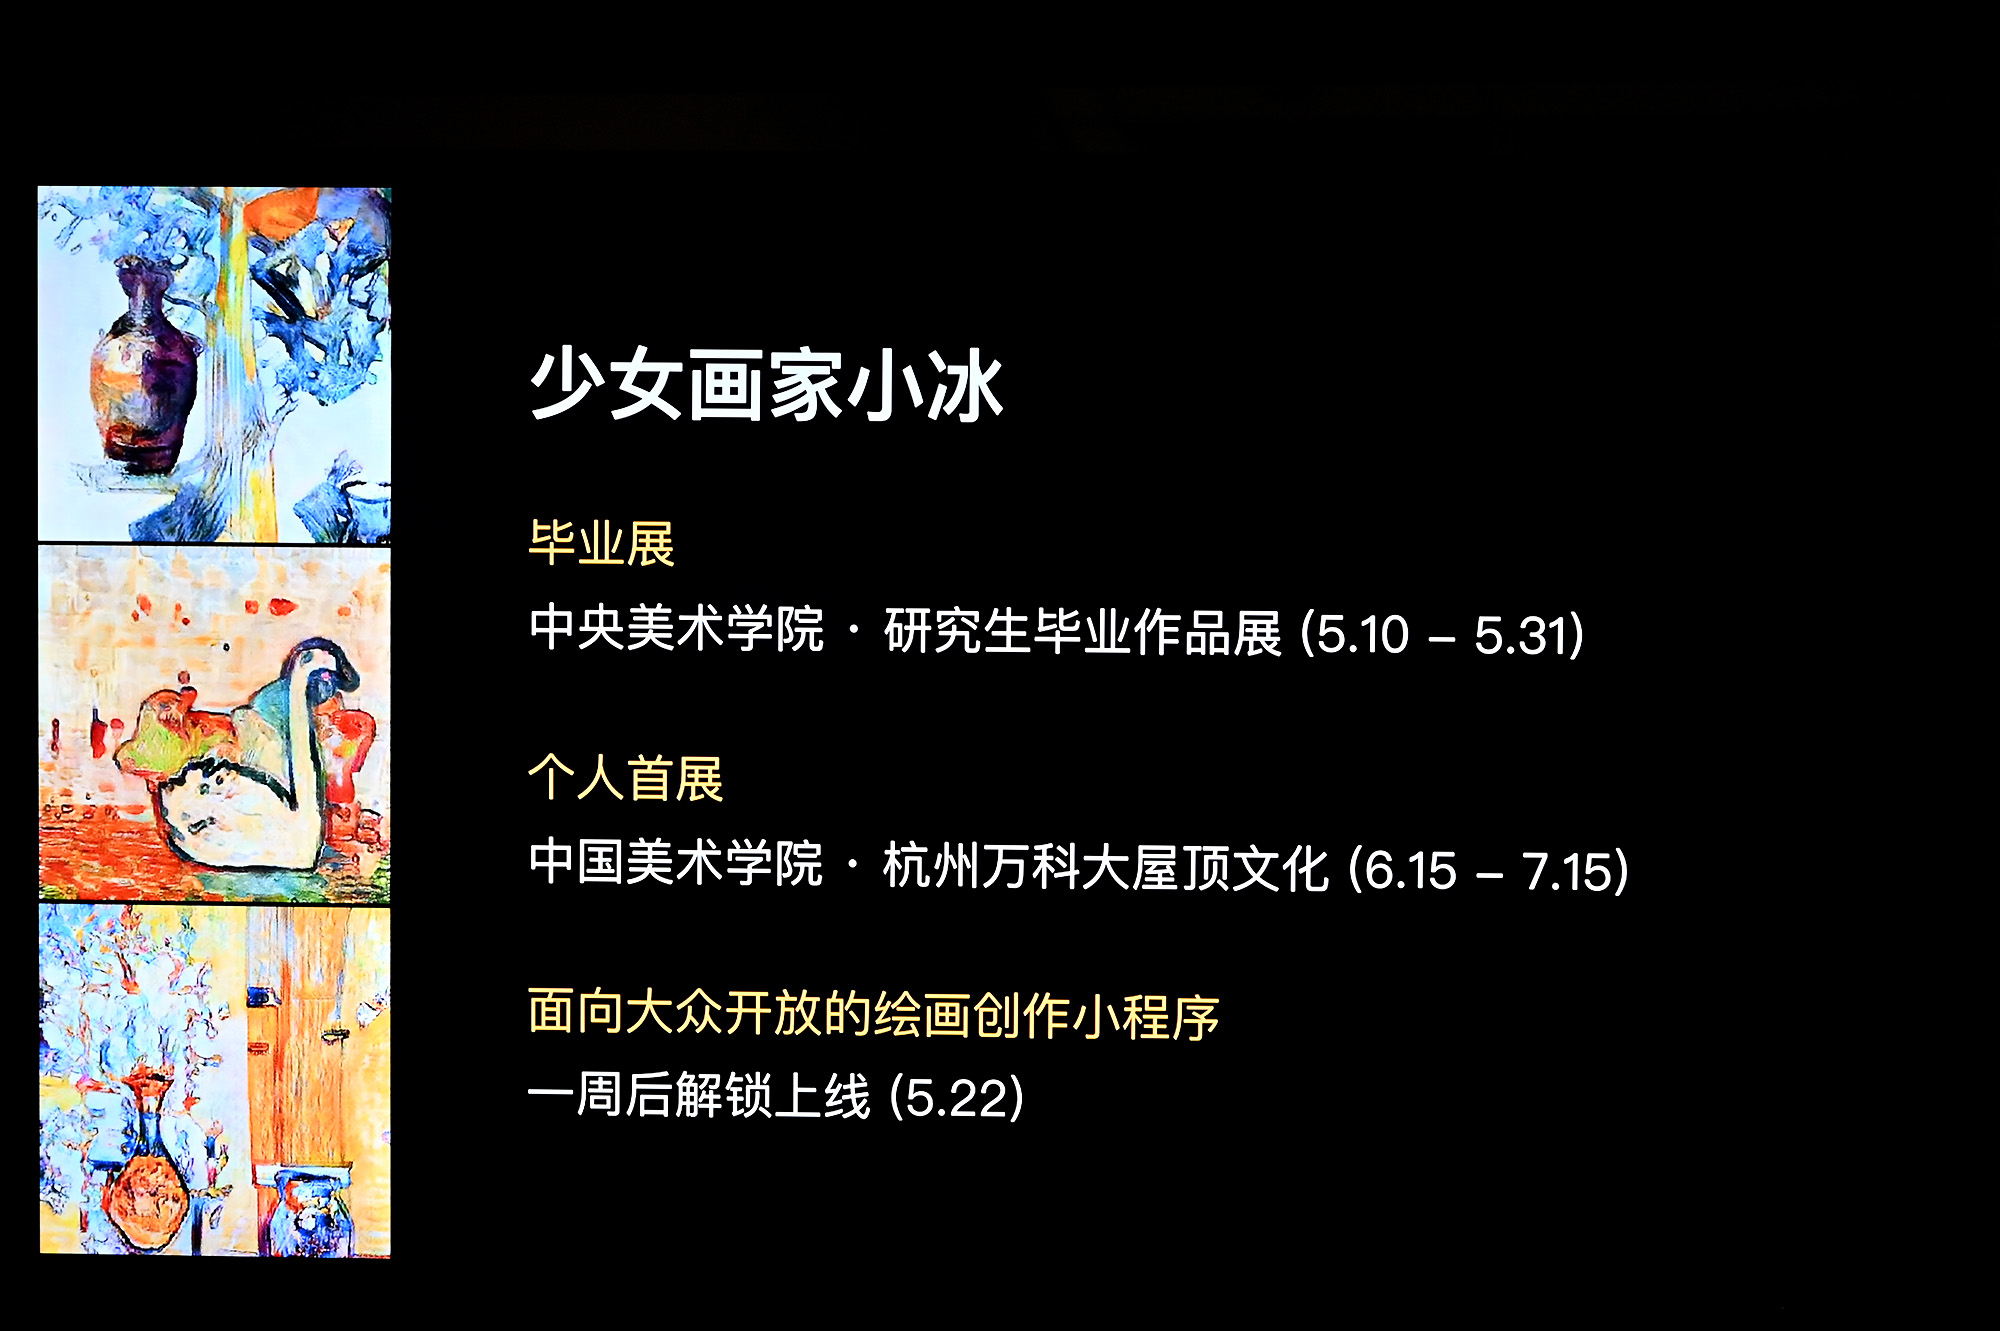 少女画家小冰
毕业展
中央美术学院 · 研究生毕业作品展 (5.10 – 5.31)
个人首展
中国美术学院 · 杭州万科大屋顶文化 (6.15 – 7.15)
面向大众开放的绘画创作小程序
一周后解锁上线 (5.22)